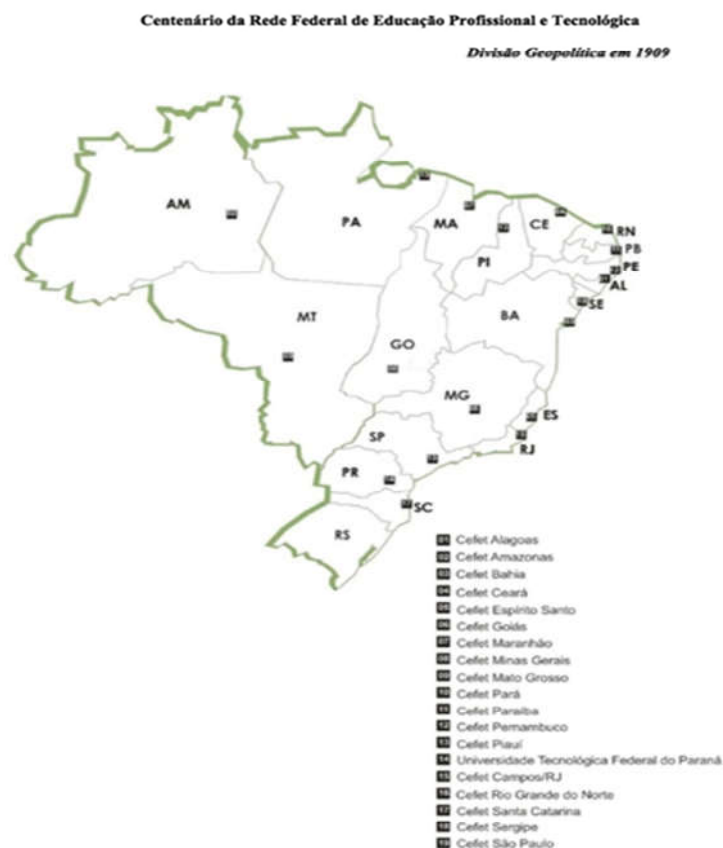 Centenário da Rede Federal de Educação Profissional e Tecnológica
Divisão Geopolítica em 1909
AM
PA
MA
CE
RN
PB
PE
AL
PI
SE
BA
MT
GO
MG
ES
RJ
SP
PR
SC
RS
01 Cefet Alagoas
02 Cefet Amazonas
03 Cefet Bahia
04 Cefet Ceará
05 Cefet Espírito Santo
06 Cefet Goiás
07 Cefet Maranhão
08 Cefet Minas Gerais
09 Cefet Mato Grosso
10 Cefet Pará
11 Cefet Paraíba
12 Cefet Pernambuco
13 Cefet Piauí
14 Universidade Tecnológica Federal do Paraná
15 Cefet Campos/RJ
16 Cefet Rio Grande do Norte
17 Cefet Santa Catarina
18 Cefet Sergipe
19 Cefet São Paulo